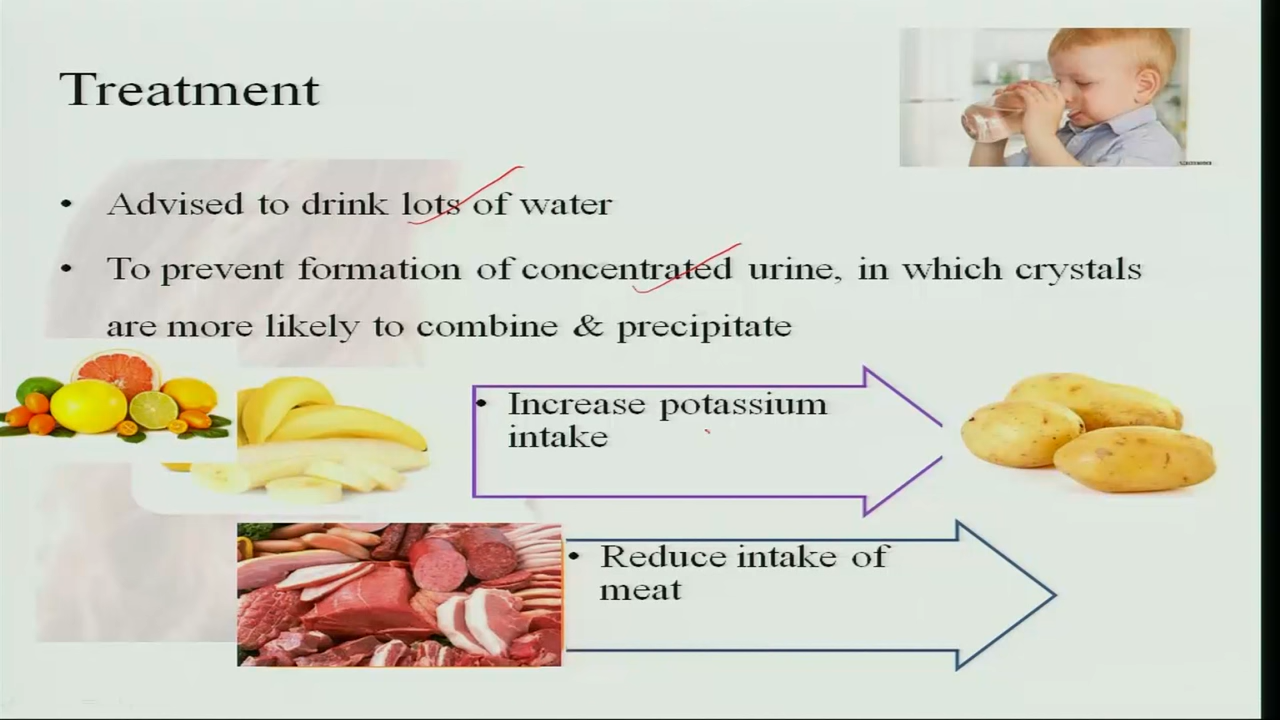 Treatment
• Advised to drink lots of water
• To prevent formation of concentrated urine, in which crystals
are more likely to combine & precipitate
• Increase potassium
intake
• Reduce intake of
meat